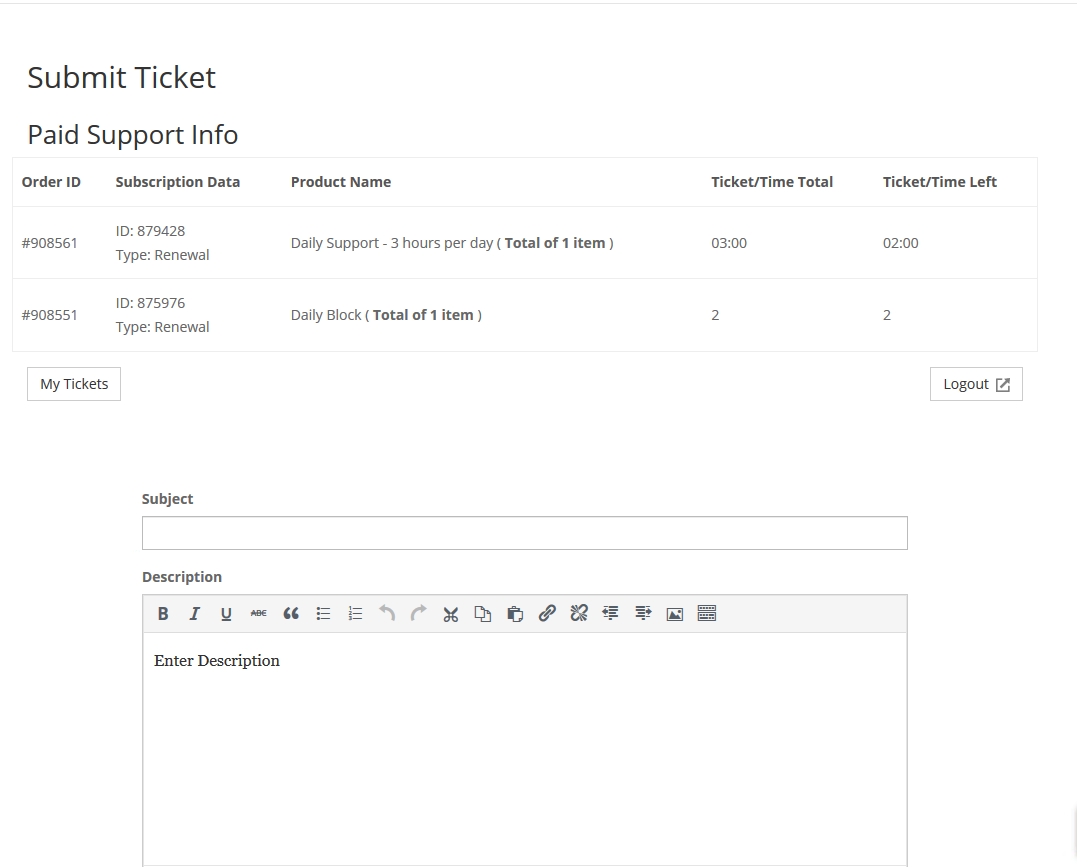 Submit Ticket
Paid Support Info
Order ID Subscription Data Product Name Ticket/Time Total Ticket/Time Left
#908561 ID: 879428 Type: Renewal Daily Support - 3 hours per day ( Total of 1 item ) 03:00 02:00
#908551 ID: 875976 Type: Renewal Daily Block ( Total of 1 item ) 2 2
My Tickets Logout
Subject
Description
B I U ABC
Enter Description